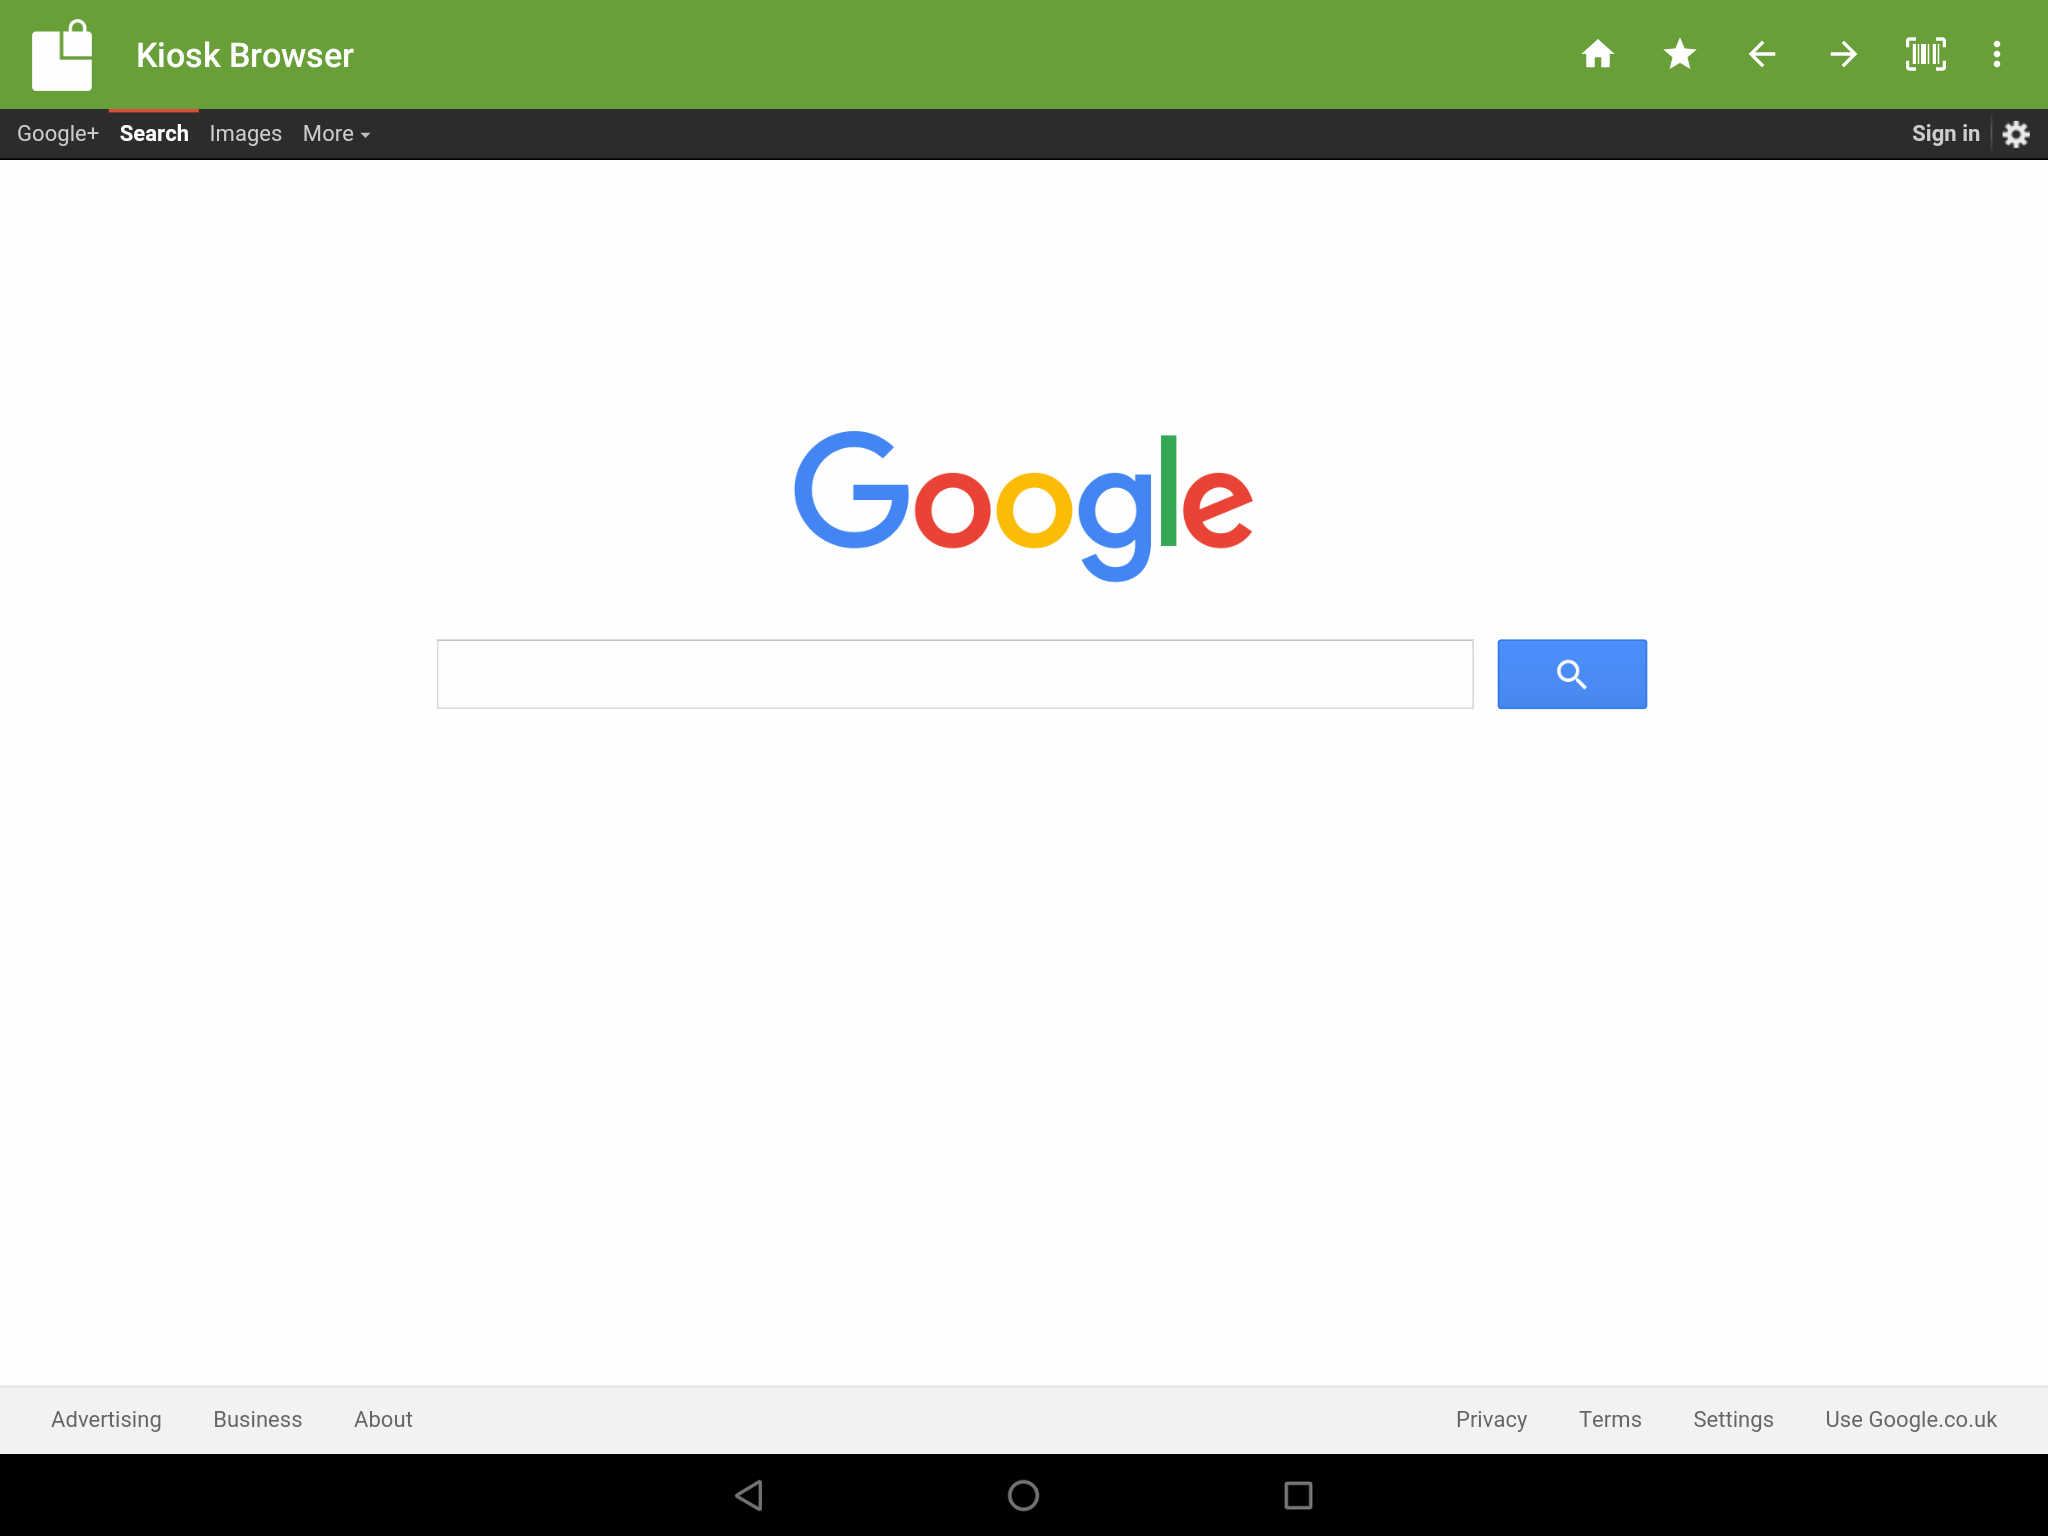 Kiosk Browser
Google+ Search Images More Sign in
Google
Advertising Business About Privacy Terms Settings Use Google.co.uk